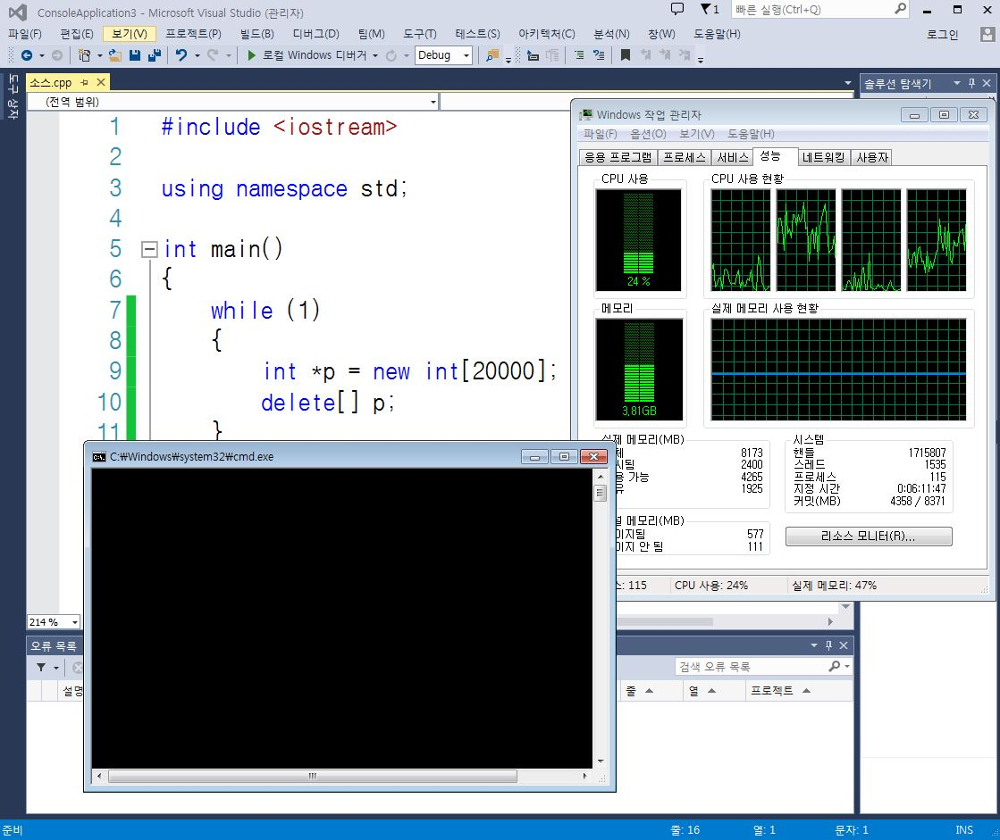 ConsoleApplication3 - Microsoft Visual Studio (관리자)
1
빠른 실행(Ctrl+Q)
파일(F) 편집(E) 보기(V) 프로젝트(P) 빌드(B) 디버그(D) 팀(M) 도구(T) 테스트(S) 아키텍처(C) 분석(N) 창(W) 도움말(H)
로그인
로컬 Windows 디버거 Debug
도구 상자
소스.cpp
(전역 범위)
솔루션 탐색기
1 #include <iostream>
2
3 using namespace std;
4
5 int main()
6 {
7 while (1)
8 {
9 int *p = new int[20000];
10 delete[] p;
11 }
Windows 작업 관리자
파일(F) 옵션(O) 보기(V) 도움말(H)
응용 프로그램 프로세스 서비스 성능 네트워킹 사용자
CPU 사용 CPU 사용 현황
24 %
메모리 실제 메모리 사용 현황
3,81GB
실제 메모리(MB)
8173
2400
가능 4265
1925
시스템
핸들 1715807
스레드 1535
프로세스 115
지정 시간 0:06:11:47
커밋(MB) 4358 / 8371
메모리(MB)
이지됨 577
이지 안 됨 111
리소스 모니터(R)...
스: 115 CPU 사용: 24% 실제 메모리: 47%
C:₩Windows₩system32₩cmd.exe
214 %
오류 목록
검색 오류 목록
설명 줄 열 프로젝트
준비 줄: 16 열: 1 문자: 1 INS